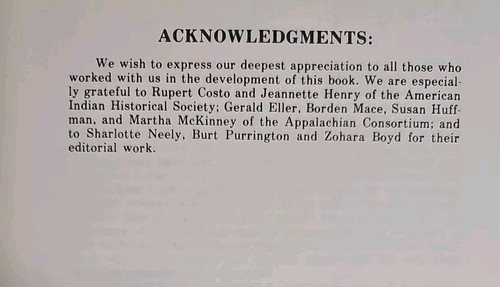 ACKNOWLEDGMENTS:
We wish to express our deepest appreciation to all those who
worked with us in the development of this book. We are especial-
ly grateful to Rupert Costo and Jeannette Henry of the American
Indian Historical Society; Gerald Eller, Borden Mace, Susan Huff-
man, and Martha McKinney of the Appalachian Consortium; and
to Sharlotte Neely, Burt Purrington and Zohara Boyd for their
editorial work.